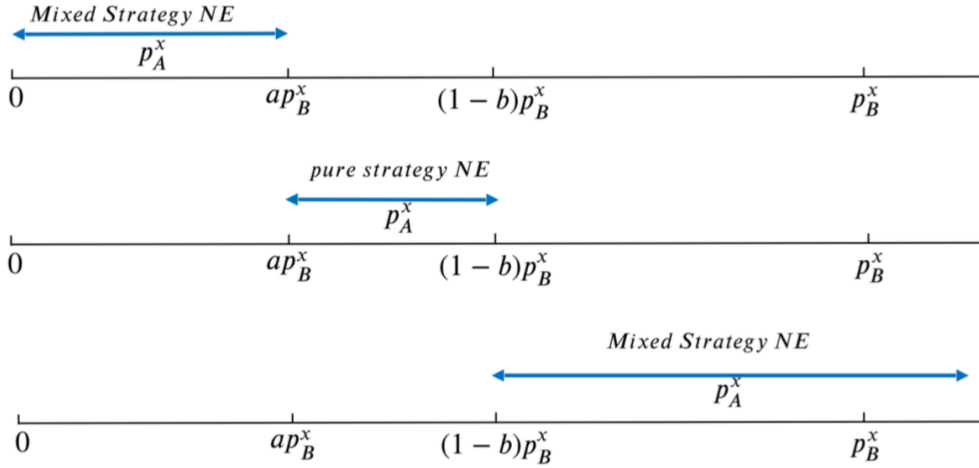 Mixed Strategy NE
p_A^x
0 ap_B^x (1 − b)p_B^x p_B^x
pure strategy NE
p_A^x
0 ap_B^x (1 − b)p_B^x p_B^x
Mixed Strategy NE
p_A^x
0 ap_B^x (1 − b)p_B^x p_B^x